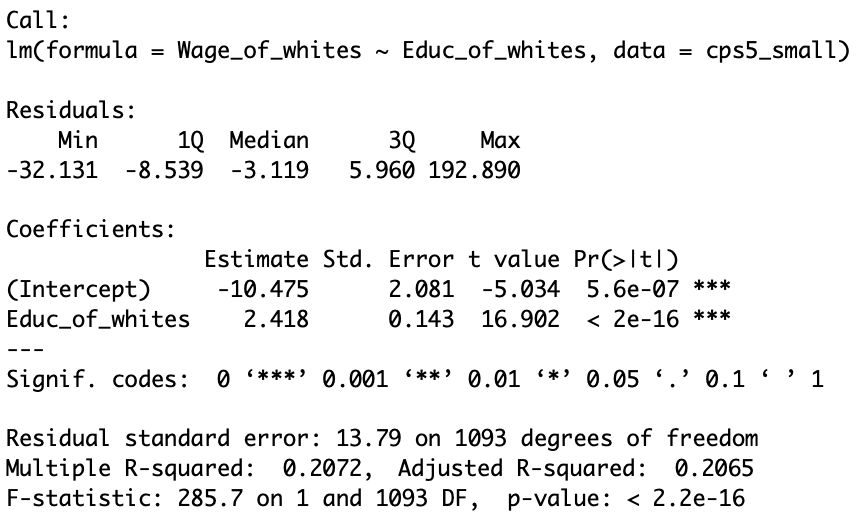 Call:
lm(formula = Wage_of_whites ~ Educ_of_whites, data = cps5_small)
Residuals:
    Min      1Q  Median      3Q     Max
-32.131  -8.539  -3.119   5.960 192.890
Coefficients:
               Estimate Std. Error t value Pr(>|t|)
(Intercept)     -10.475      2.081  -5.034  5.6e-07 ***
Educ_of_whites    2.418      0.143  16.902  < 2e-16 ***
---
Signif. codes:  0 ‘***’ 0.001 ‘**’ 0.01 ‘*’ 0.05 ‘.’ 0.1 ‘ ’ 1
Residual standard error: 13.79 on 1093 degrees of freedom
Multiple R-squared:  0.2072,  Adjusted R-squared:  0.2065
F-statistic: 285.7 on 1 and 1093 DF,  p-value: < 2.2e-16